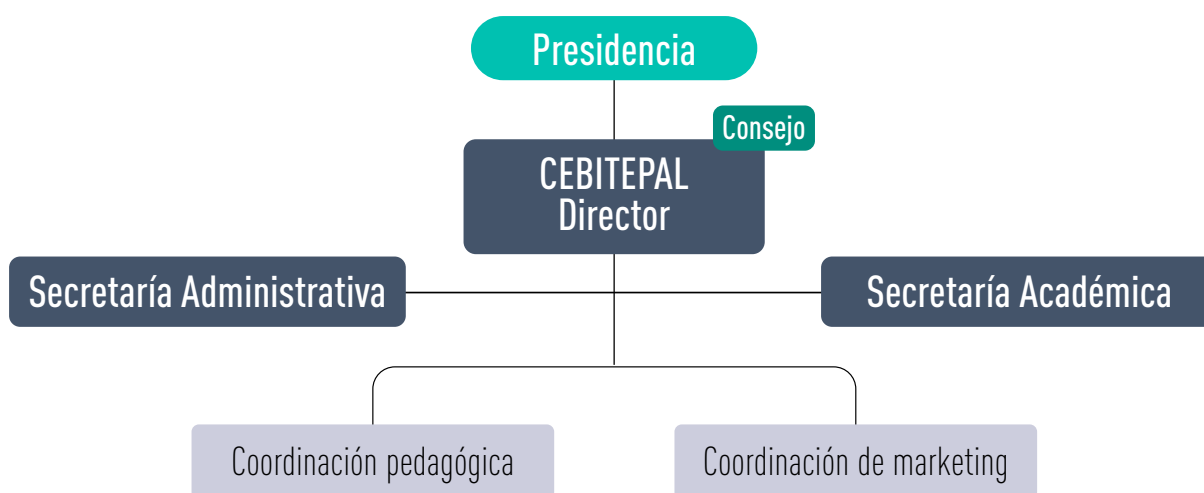 Presidencia
Consejo
CEBITEPAL
Director
Secretaría Administrativa
Secretaría Académica
Coordinación pedagógica
Coordinación de marketing